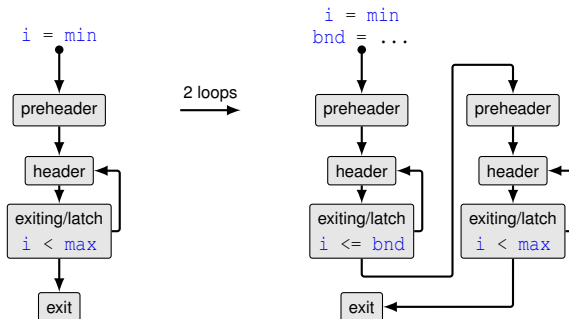 i = min
preheader
header
exiting/latch
i < max
exit
2 loops
i = min
bnd = ...
preheader
header
exiting/latch
i <= bnd
exit
preheader
header
exiting/latch
i < max